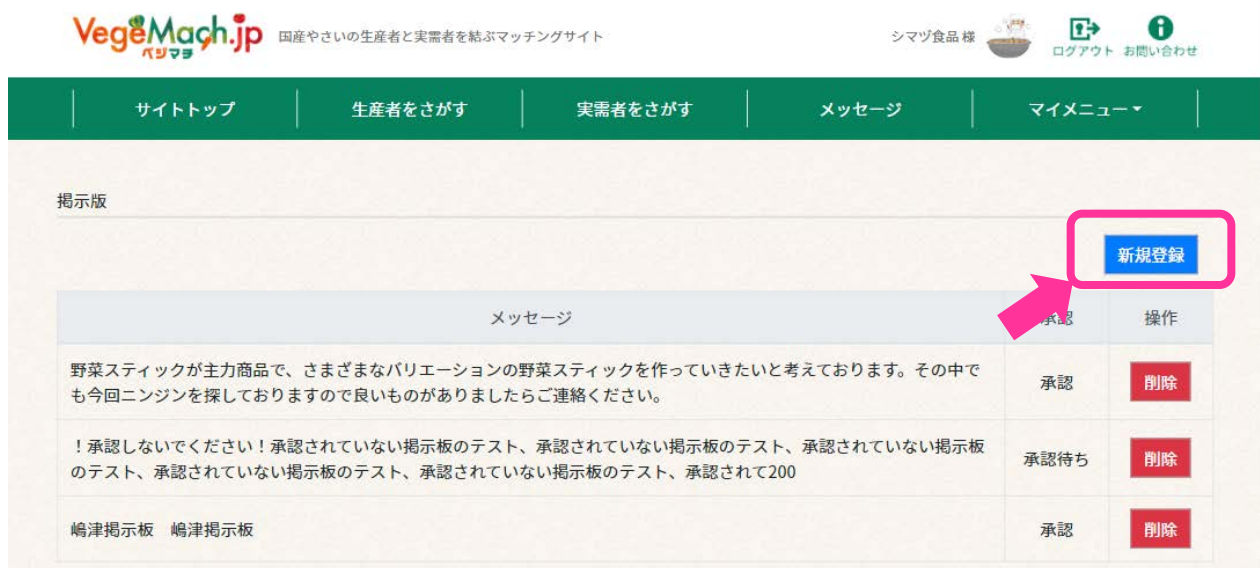 VegeMach.jp
ベジマチ
国産やさいの生産者と実需者を結ぶマッチングサイト
シマヅ食品 様
ログアウト お問い合わせ
サイトトップ 生産者をさがす 実需者をさがす メッセージ マイメニュー
掲示版
新規登録
メッセージ 承認 操作
野菜スティックが主力商品で、さまざまなバリエーションの野菜スティックを作っていきたいと考えております。その中で
も今回ニンジンを探しておりますので良いものがありましたらご連絡ください。
承認 削除
！承認しないでください！承認されていない掲示板のテスト、承認されていない掲示板のテスト、承認されていない掲示板
のテスト、承認されていない掲示板のテスト、承認されていない掲示板のテスト、承認されて200
承認待ち 削除
嶋津掲示板　嶋津掲示板 承認 削除